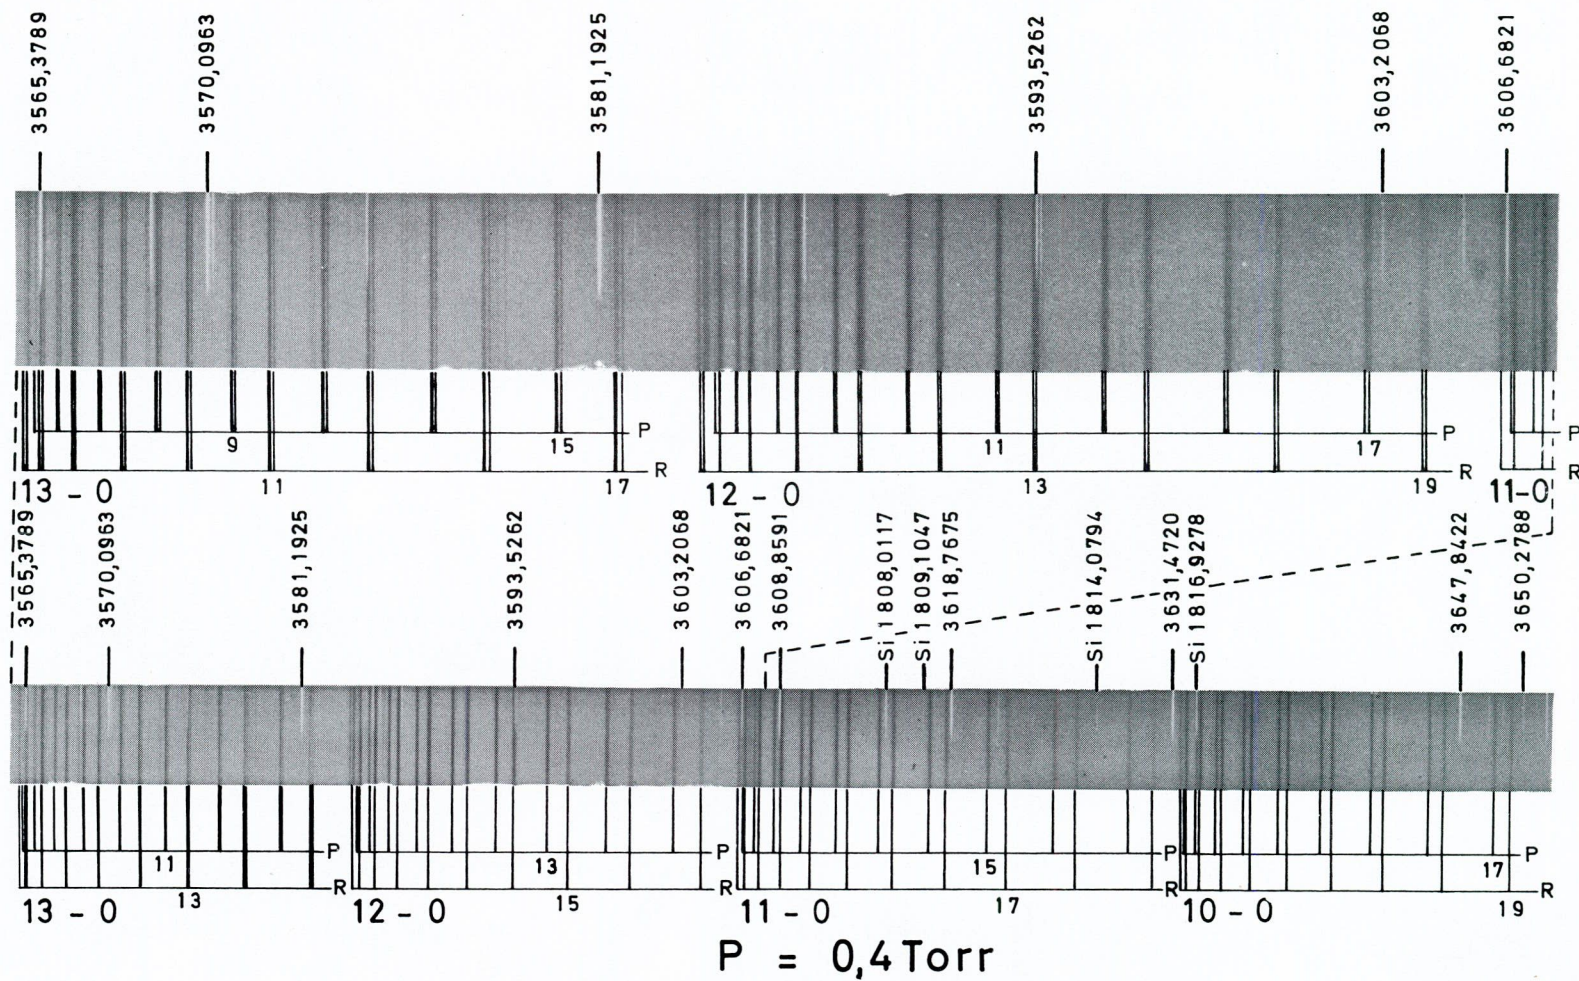 3565,3789 3570,0963 3581,1925 3593,5262 3603,2068 3606,6821
P P P
9 15 11 17
R R R
13 - 0 11 17 12 - 0 13 19 11-0
3565,3789 3570,0963 3581,1925 3593,5262 3603,2068 3606,6821 3608,8591 Si 1808,0117 Si 1809,1047 3618,7675 Si 1814,0794 3631,4720 Si 1816,9278 3647,8422 3650,2788
P P P P
11 13 15 17
R R R
13 - 0 13 12 - 0 15 11 - 0 17 10 - 0 19
P = 0,4 Torr